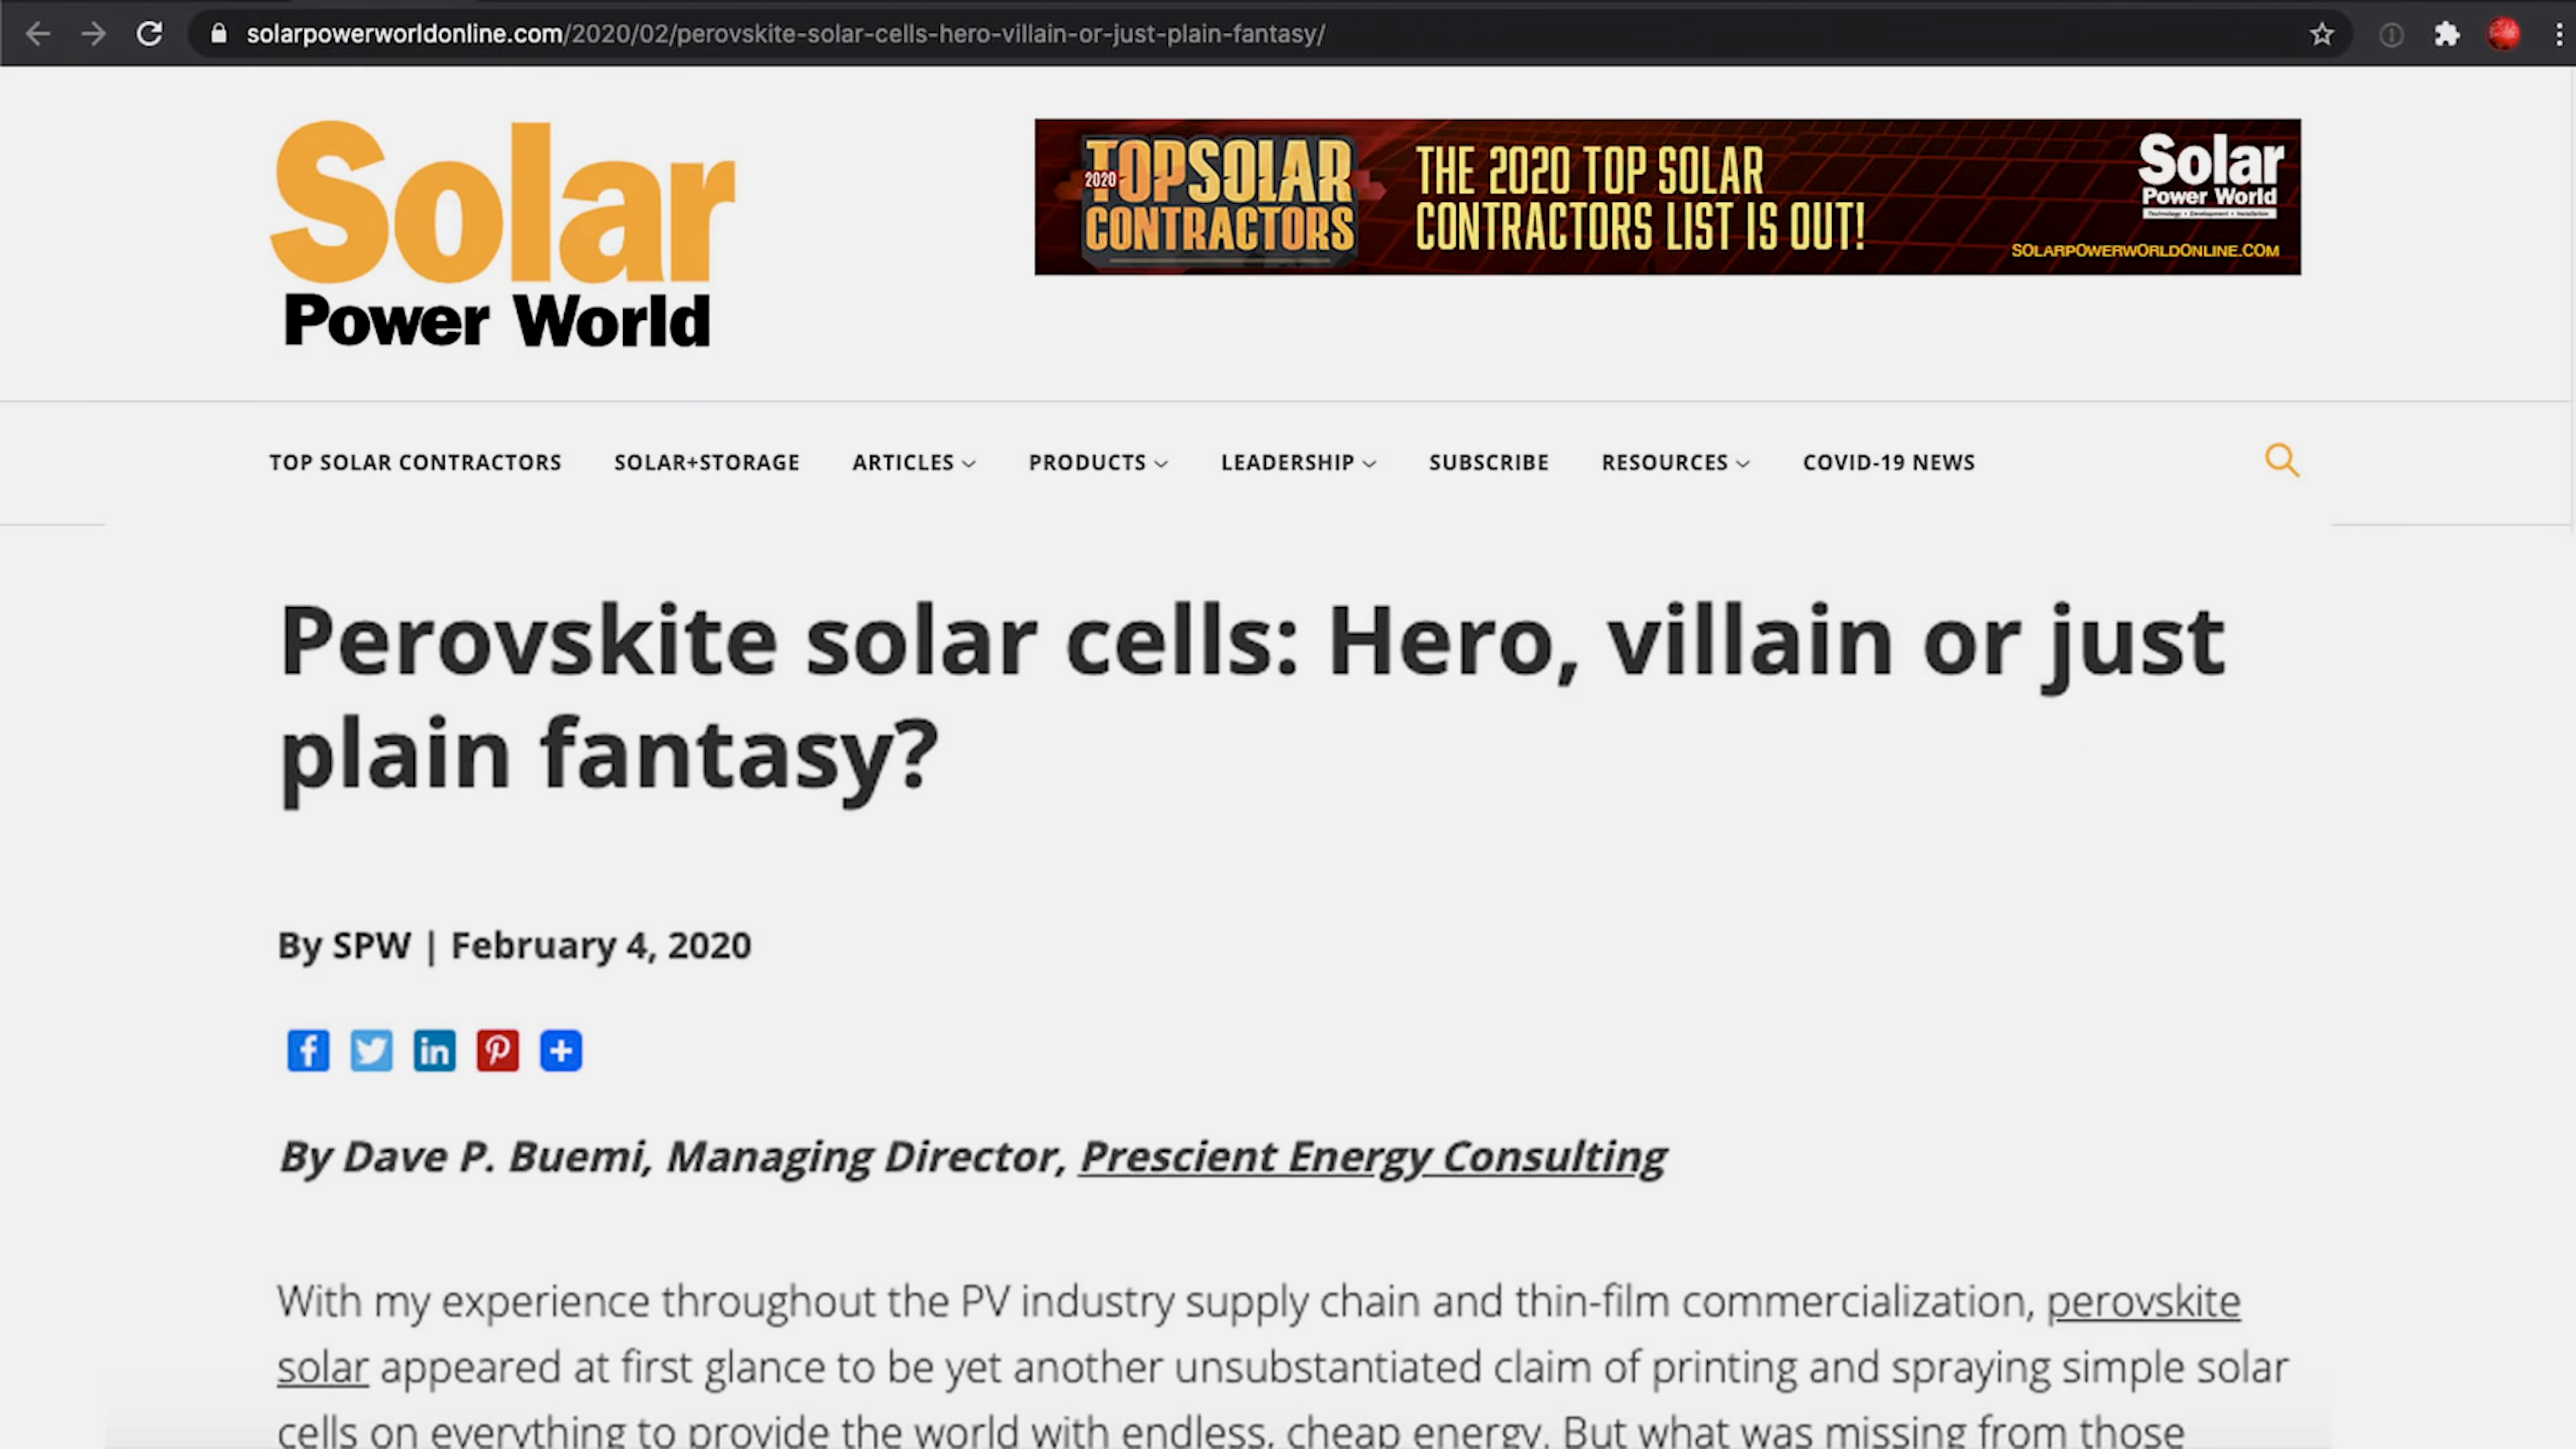 solarpowerworldonline.com/2020/02/perovskite-solar-cells-hero-villain-or-just-plain-fantasy/
Solar
Power World
2020
TOPSOLAR
CONTRACTORS
THE 2020 TOP SOLAR
CONTRACTORS LIST IS OUT!
Solar
Power World
Technology • Development • Installation
SOLARPOWERWORLDONLINE.COM
TOP SOLAR CONTRACTORS SOLAR+STORAGE ARTICLES PRODUCTS LEADERSHIP SUBSCRIBE RESOURCES COVID-19 NEWS
Perovskite solar cells: Hero, villain or just
plain fantasy?
By SPW | February 4, 2020
f in
By Dave P. Buemi, Managing Director, Prescient Energy Consulting
With my experience throughout the PV industry supply chain and thin-film commercialization, perovskite
solar appeared at first glance to be yet another unsubstantiated claim of printing and spraying simple solar
cells on everything to provide the world with endless, cheap energy. But what was missing from those